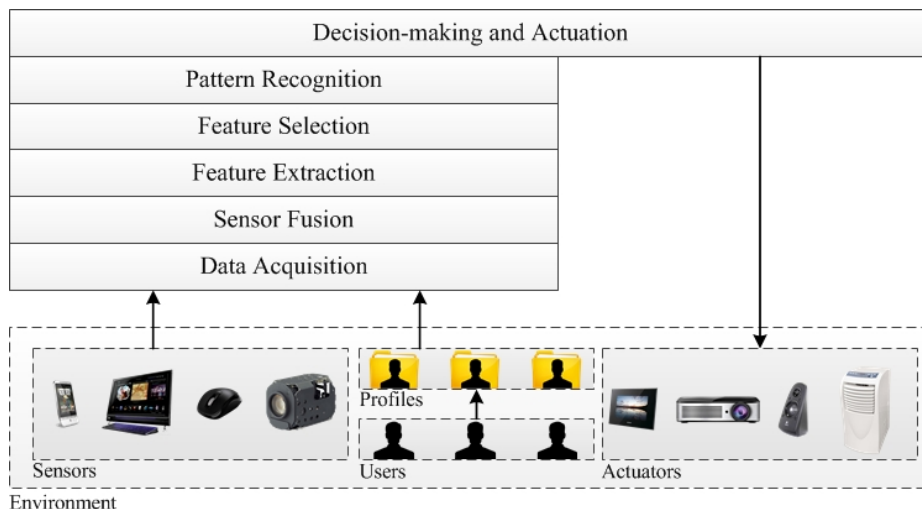 Decision-making and Actuation
Pattern Recognition
Feature Selection
Feature Extraction
Sensor Fusion
Data Acquisition
Profiles
Sensors
Users
Actuators
Environment